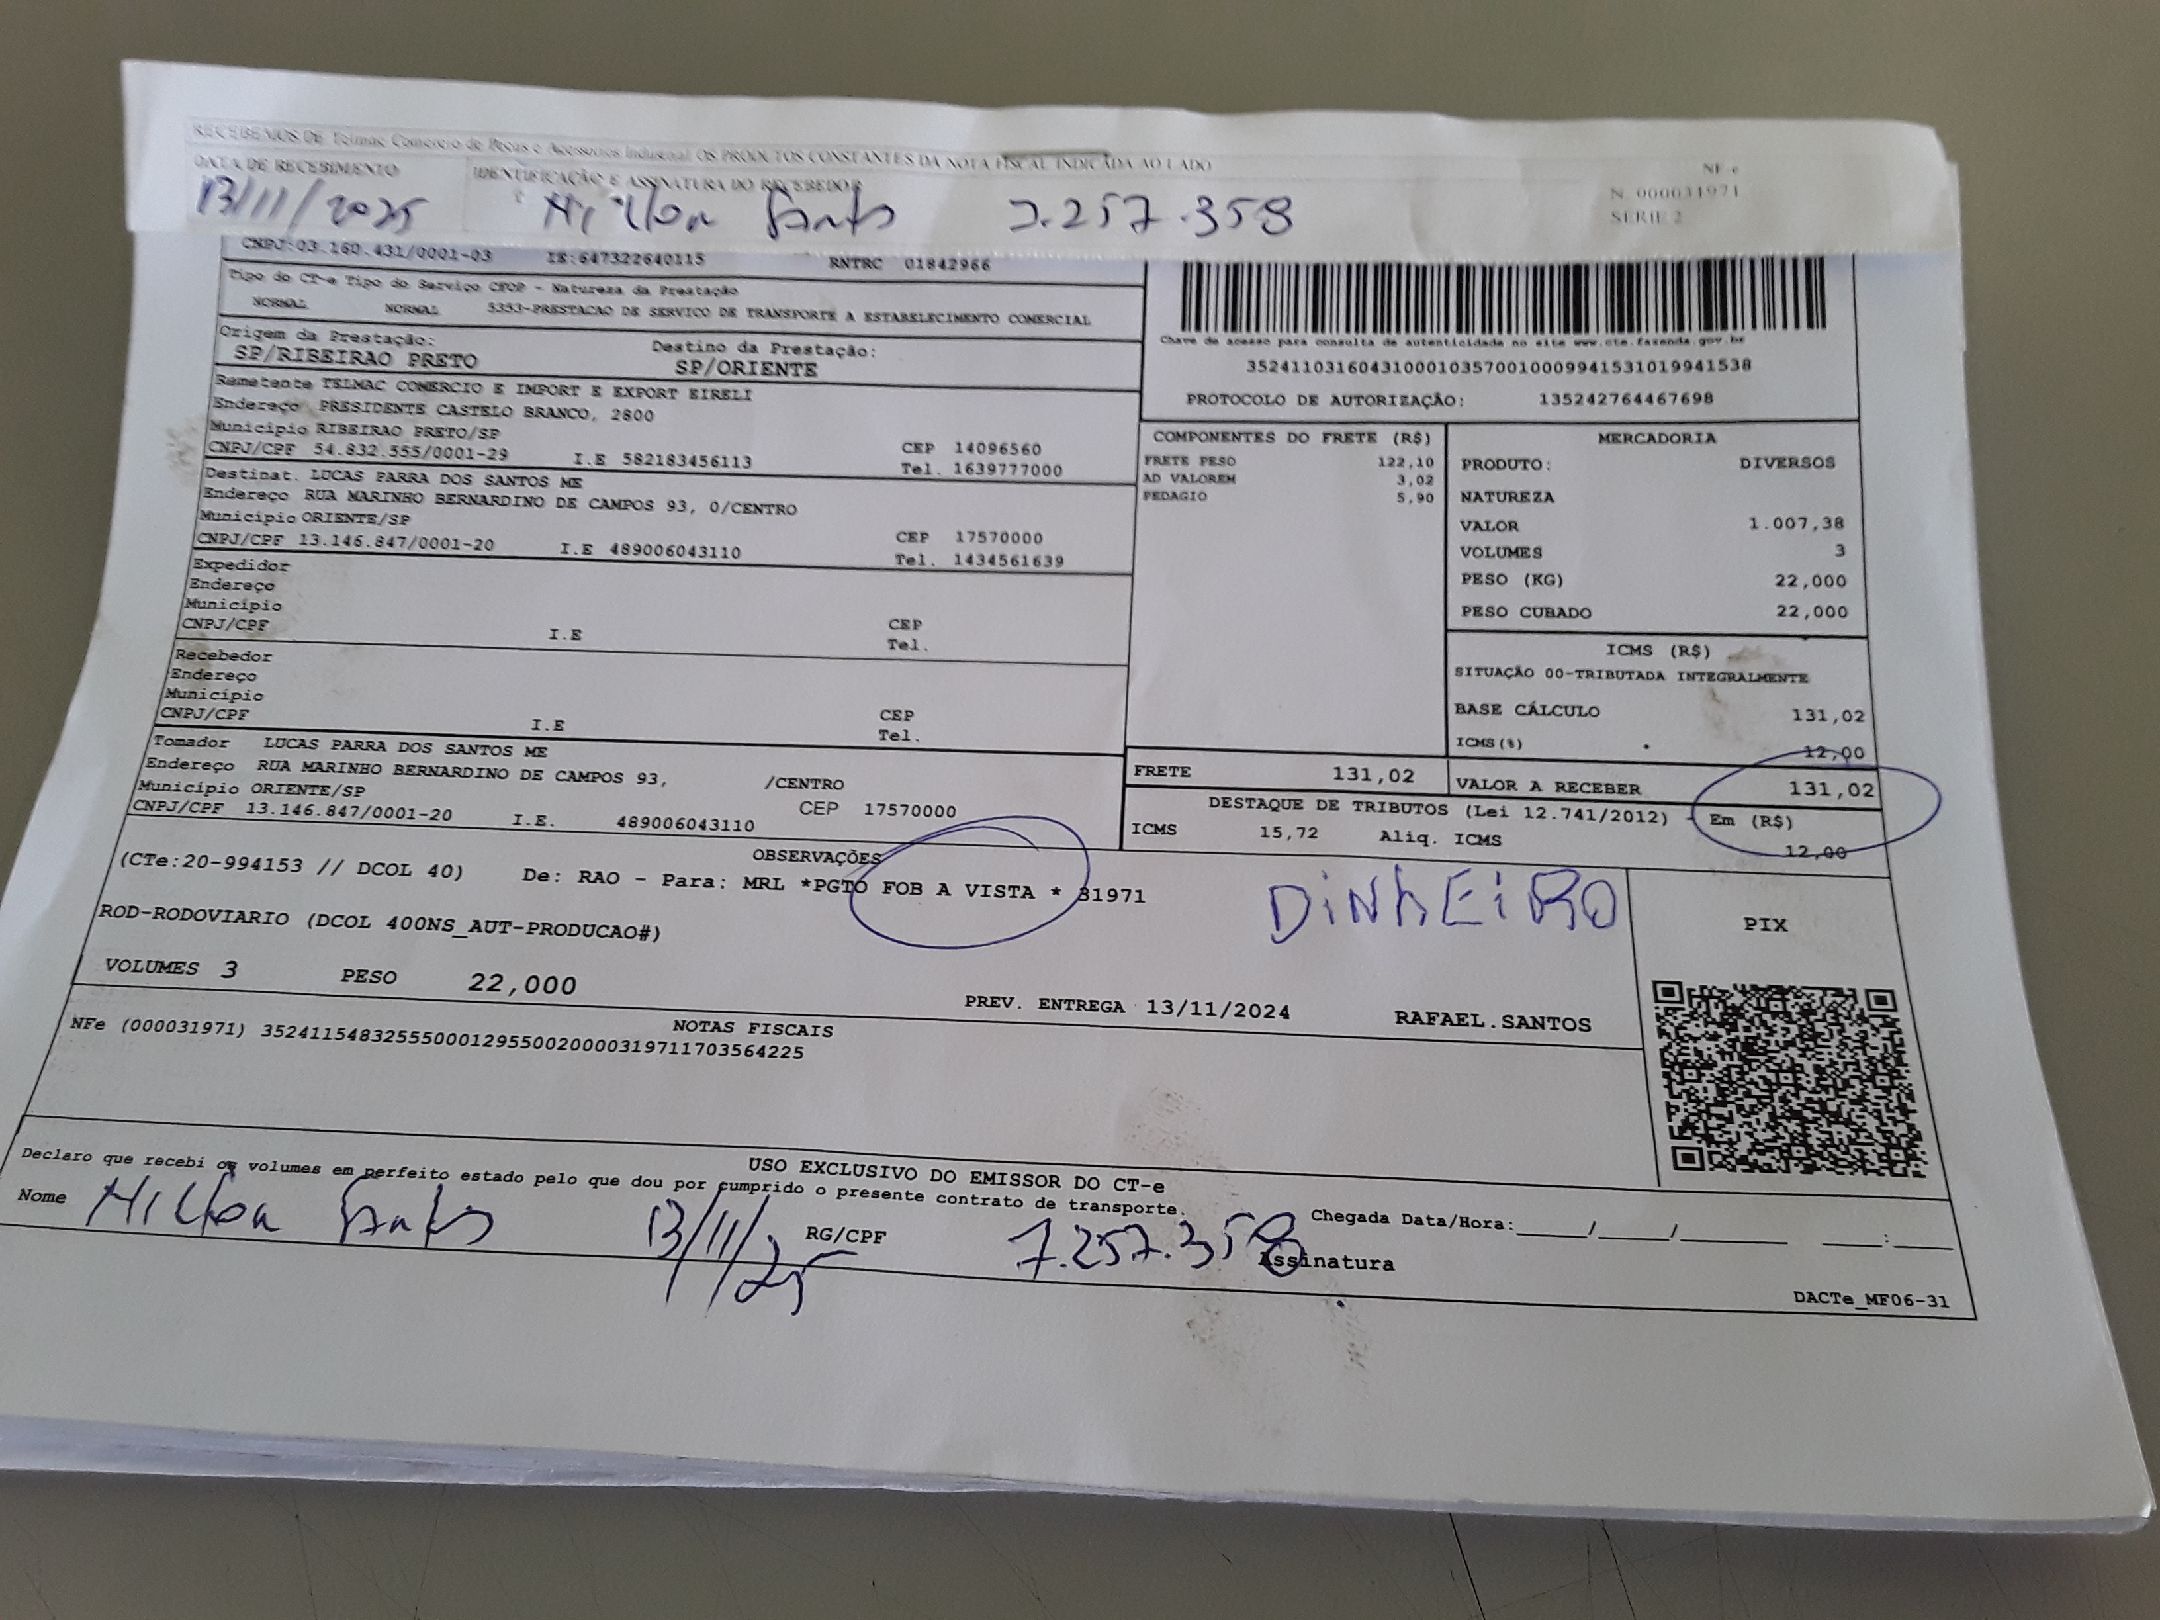 RECEBEMOS DE Telmac Comercio de Peças e Acessorios Industrial OS PRODUTOS CONSTANTES DA NOTA FISCAL INDICADA AO LADO
DATA DE RECEBIMENTO IDENTIFICAÇÃO E ASSINATURA DO RECEBEDOR
NF-e
N. 000031971
SERIE 2
13/11/2025 Milton Santos 7.257.358
CNPJ:03.160.431/0001-03 IE:647322640115 RNTRC 01842966
Tipo do CT-e Tipo do Serviço CFOP - Natureza da Prestação
NORMAL NORMAL 5353-PRESTACAO DE SERVICO DE TRANSPORTE A ESTABELECIMENTO COMERCIAL
Origem da Prestação: Destino da Prestação:
SP/RIBEIRAO PRETO SP/ORIENTE
Remetente TELMAC COMERCIO E IMPORT E EXPORT EIRELI
Endereço PRESIDENTE CASTELO BRANCO, 2800
Município RIBEIRAO PRETO/SP CEP 14096560
CNPJ/CPF 54.832.555/0001-29 I.E 582183456113 Tel. 1639777000
Destinat. LUCAS PARRA DOS SANTOS ME
Endereço RUA MARINHO BERNARDINO DE CAMPOS 93, 0/CENTRO
Município ORIENTE/SP CEP 17570000
CNPJ/CPF 13.146.847/0001-20 I.E 489006043110 Tel. 1434561639
Expedidor
Endereço
Município CEP
CNPJ/CPF I.E Tel.
Recebedor
Endereço
Município CEP
CNPJ/CPF I.E Tel.
Tomador LUCAS PARRA DOS SANTOS ME
Endereço RUA MARINHO BERNARDINO DE CAMPOS 93, /CENTRO
Município ORIENTE/SP CEP 17570000
CNPJ/CPF 13.146.847/0001-20 I.E. 489006043110
Chave de acesso para consulta de autenticidade no site www.cte.fazenda.gov.br
35241103160431000103570010009941531019941538
PROTOCOLO DE AUTORIZAÇÃO: 135242764467698
COMPONENTES DO FRETE (R$)
FRETE PESO 122,10
AD VALOREM 3,02
PEDAGIO 5,90
MERCADORIA
PRODUTO: DIVERSOS
NATUREZA
VALOR 1.007,38
VOLUMES 3
PESO (KG) 22,000
PESO CUBADO 22,000
ICMS (R$)
SITUAÇÃO 00-TRIBUTADA INTEGRALMENTE
BASE CÁLCULO 131,02
ICMS(%) 12,00
FRETE 131,02 VALOR A RECEBER 131,02
DESTAQUE DE TRIBUTOS (Lei 12.741/2012) - Em (R$)
ICMS 15,72 Aliq. ICMS 12,00
OBSERVAÇÕES
(CTe:20-994153 // DCOL 40) De: RAO - Para: MRL *PGTO FOB A VISTA * 31971
DINHEIRO
ROD-RODOVIARIO (DCOL 400NS_AUT-PRODUCAO#)
PIX
VOLUMES 3 PESO 22,000
PREV. ENTREGA 13/11/2024 RAFAEL.SANTOS
NOTAS FISCAIS
NFe (000031971) 35241154832555000129550020000319711703564225
USO EXCLUSIVO DO EMISSOR DO CT-e
Declaro que recebi os volumes em perfeito estado pelo que dou por cumprido o presente contrato de transporte.
Chegada Data/Hora:_____/_____/_______ ____:____
Nome Milton Santos 13/11/25 RG/CPF 7.257.358 Assinatura
DACTe_MF06-31